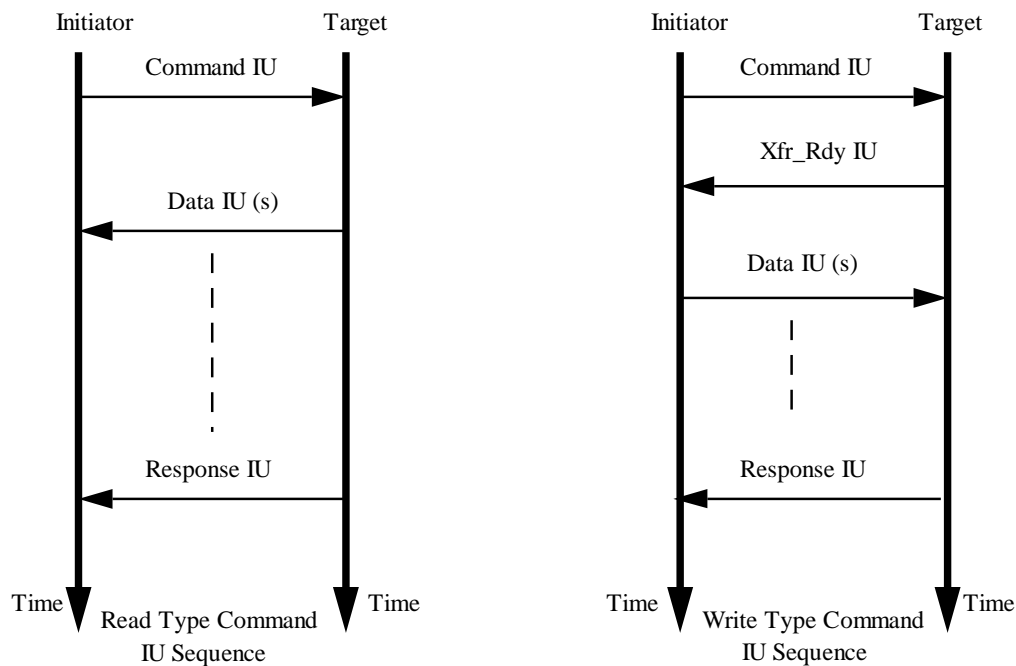 Initiator
Target
Command IU
Data IU (s)
Response IU
Time
Time
Read Type Command
IU Sequence
Initiator
Target
Command IU
Xfr_Rdy IU
Data IU (s)
Response IU
Time
Time
Write Type Command
IU Sequence